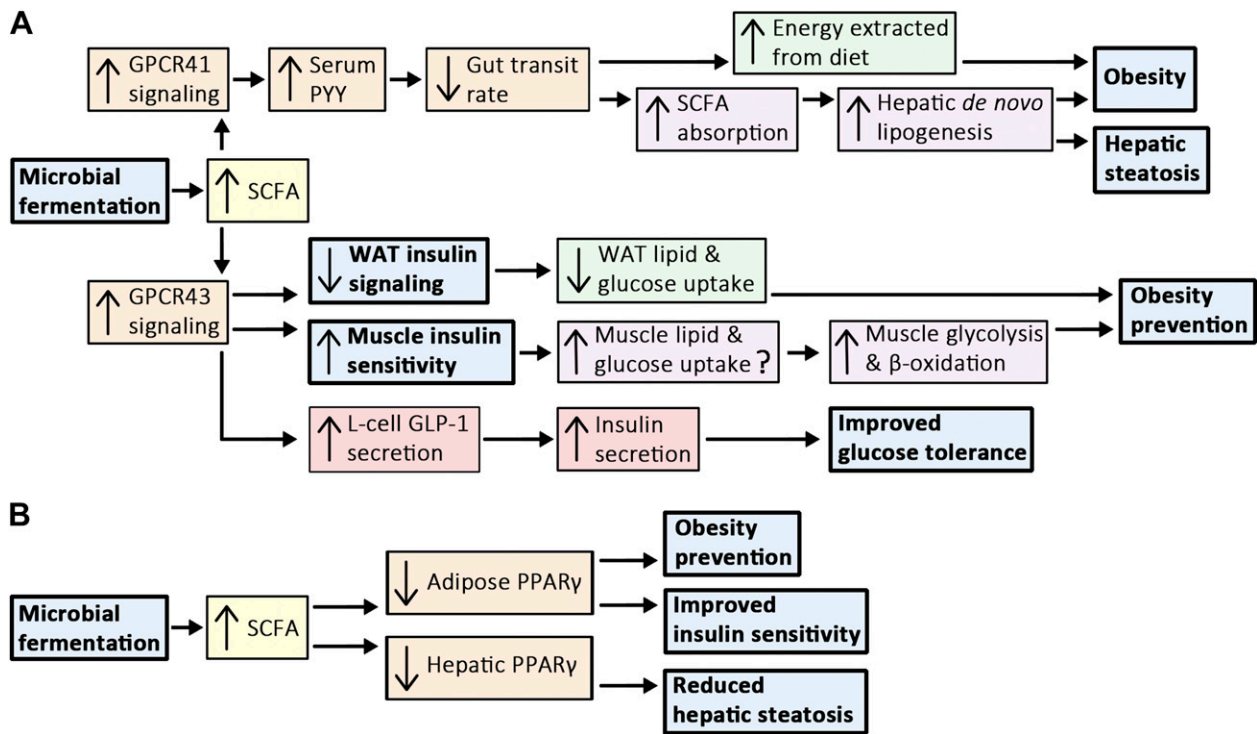 A
↑ GPCR41
signaling
↑ Serum
PYY
↓ Gut transit
rate
↑ Energy extracted
from diet
Obesity
↑ SCFA
absorption
↑ Hepatic de novo
lipogenesis
Hepatic
steatosis
Microbial
fermentation
↑ SCFA
↑ GPCR43
signaling
↓ WAT insulin
signaling
↓ WAT lipid &
glucose uptake
Obesity
prevention
↑ Muscle insulin
sensitivity
↑ Muscle lipid &
glucose uptake ?
↑ Muscle glycolysis
& β-oxidation
↑ L-cell GLP-1
secretion
↑ Insulin
secretion
Improved
glucose tolerance
B
Microbial
fermentation
↑ SCFA
↓ Adipose PPARγ
Obesity
prevention
Improved
insulin sensitivity
↓ Hepatic PPARγ
Reduced
hepatic steatosis